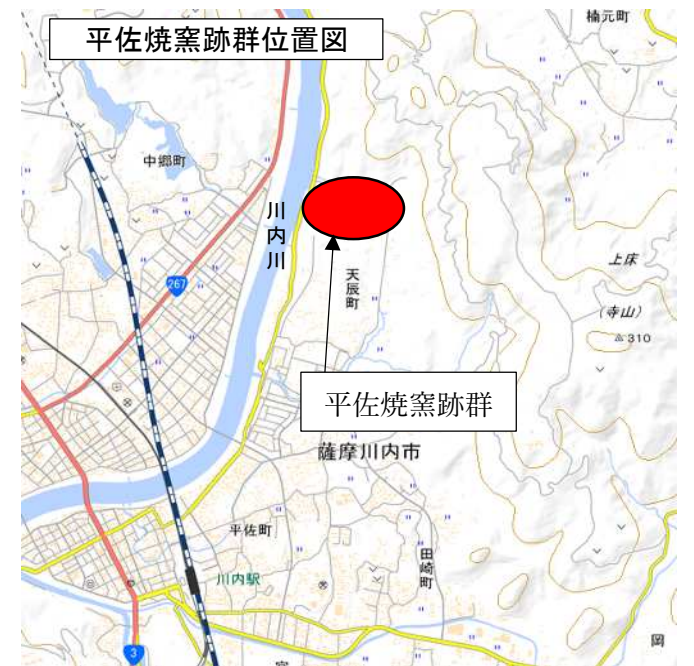 平佐焼窯跡群位置図
楠元町
中郷町
川内川
267
天辰町
上床
(寺山)
310
平佐焼窯跡群
薩摩川内市
平佐町
田崎町
川内駅
3
宮
岡